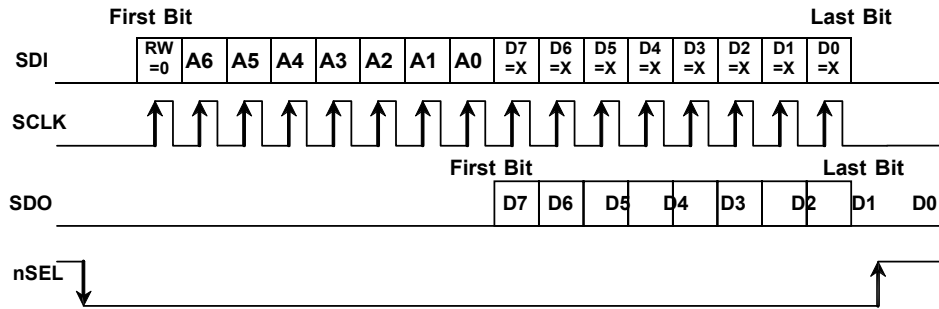 First Bit Last Bit
SDI RW =0 A6 A5 A4 A3 A2 A1 A0 D7 =X D6 =X D5 =X D4 =X D3 =X D2 =X D1 =X D0 =X
SCLK
First Bit Last Bit
SDO D7 D6 D5 D4 D3 D2 D1 D0
nSEL